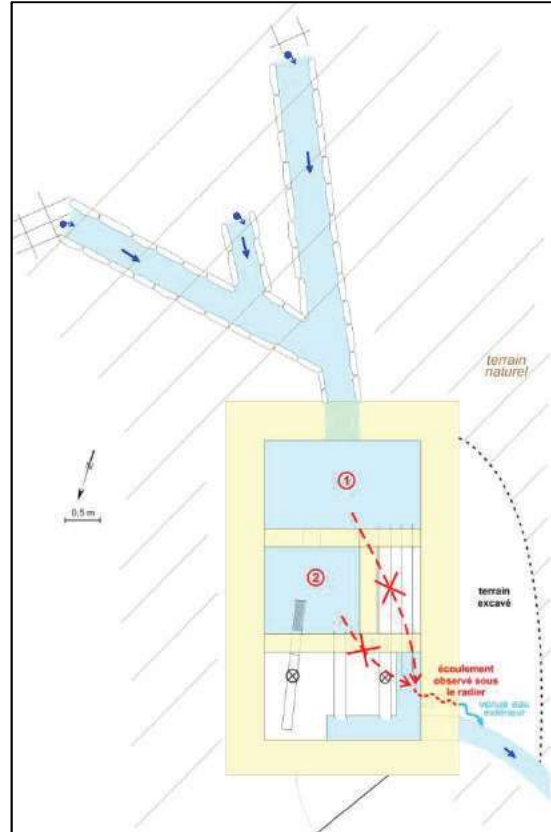 terrain
naturel
N
0,5 m
1
2
terrain
excavé
écoulement
observé sous
le radier
venue eau
extérieur